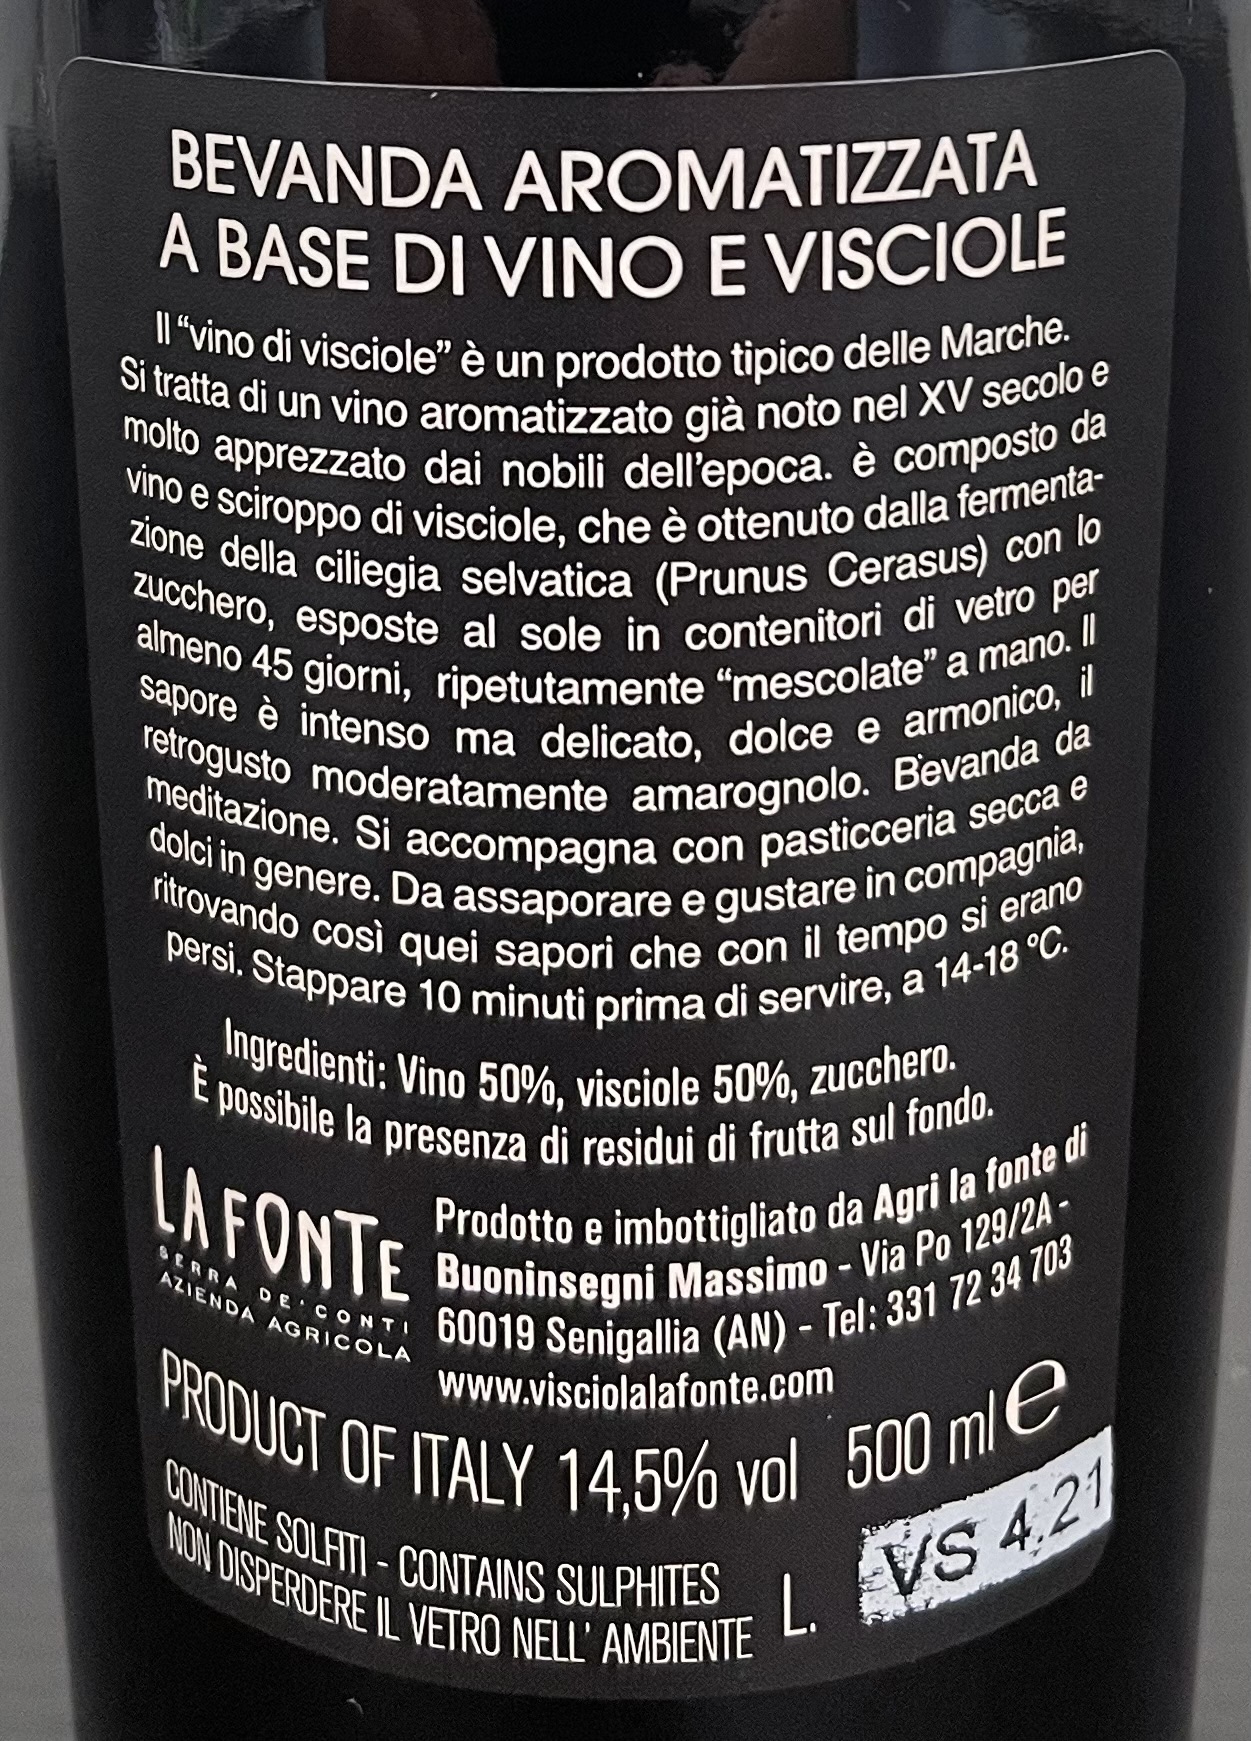 BEVANDA AROMATIZZATA
A BASE DI VINO E VISCIOLE
Il “vino di visciole” è un prodotto tipico delle Marche.
Si tratta di un vino aromatizzato già noto nel XV secolo e
molto apprezzato dai nobili dell’epoca. è composto da
vino e sciroppo di visciole, che è ottenuto dalla fermenta-
zione della ciliegia selvatica (Prunus Cerasus) con lo
zucchero, esposte al sole in contenitori di vetro per
almeno 45 giorni, ripetutamente “mescolate” a mano. Il
sapore è intenso ma delicato, dolce e armonico, il
retrogusto moderatamente amarognolo. Bevanda da
meditazione. Si accompagna con pasticceria secca e
dolci in genere. Da assaporare e gustare in compagnia,
ritrovando così quei sapori che con il tempo si erano
persi. Stappare 10 minuti prima di servire, a 14-18 °C.
Ingredienti: Vino 50%, visciole 50%, zucchero.
È possibile la presenza di residui di frutta sul fondo.
LA FONTE
SERRA DE' CONTI
AZIENDA AGRICOLA
Prodotto e imbottigliato da Agri la fonte di
Buoninsegni Massimo - Via Po 129/2A -
60019 Senigallia (AN) - Tel: 331 72 34 703
www.visciolalafonte.com
PRODUCT OF ITALY 14,5% vol 500 ml e
CONTIENE SOLFITI - CONTAINS SULPHITES
NON DISPERDERE IL VETRO NELL' AMBIENTE
L. VS 4.21